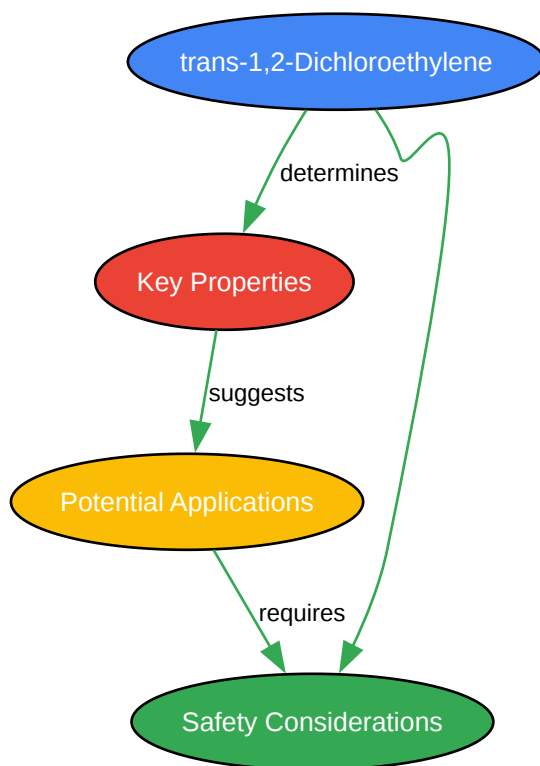 trans-1,2-Dichloroethylene
determines
Key Properties
suggests
Potential Applications
requires
Safety Considerations